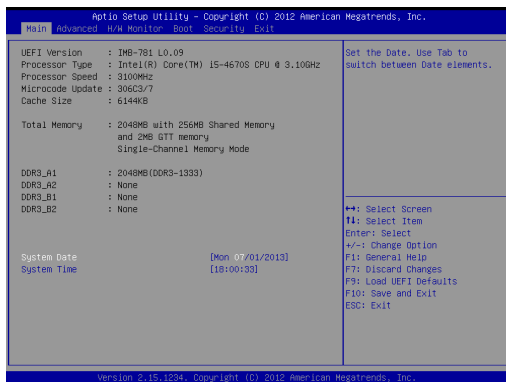 Aptio Setup Utility – Copyright (C) 2012 American Megatrends, Inc.
Main Advanced H/W Monitor Boot Security Exit
UEFI Version : IMB-781 L0.09
Processor Type : Intel(R) Core(TM) i5-4670S CPU @ 3.10GHz
Processor Speed : 3100MHz
Microcode Update : 306C3/7
Cache Size : 6144KB
Total Memory : 2048MB with 256MB Shared Memory
and 2MB GTT memory
Single-Channel Memory Mode
DDR3_A1 : 2048MB(DDR3-1333)
DDR3_A2 : None
DDR3_B1 : None
DDR3_B2 : None
System Date [Mon 07/01/2013]
System Time [18:00:33]
Set the Date. Use Tab to
switch between Date elements.
↔: Select Screen
↑↓: Select Item
Enter: Select
+/-: Change Option
F1: General Help
F7: Discard Changes
F9: Load UEFI Defaults
F10: Save and Exit
ESC: Exit
Version 2.15.1234. Copyright (C) 2012 American Megatrends, Inc.